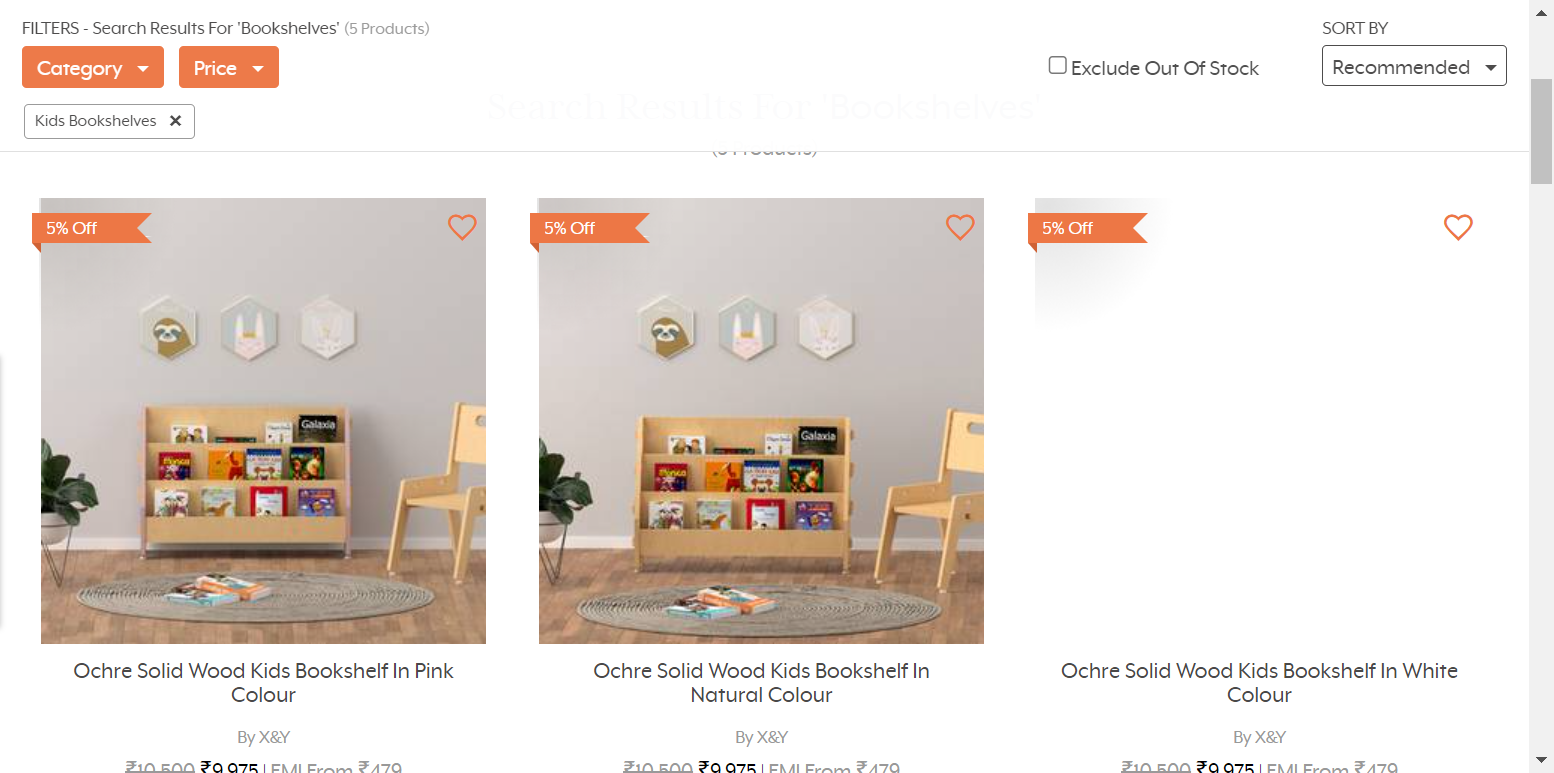 FILTERS - Search Results For 'Bookshelves' (5 Products)
SORT BY
Category
Price
Exclude Out Of Stock
Recommended
Search Results For 'Bookshelves'
Kids Bookshelves ✕
(5 Products)
5% Off
5% Off
5% Off
Galaxia
Galaxia
Ochre Solid Wood Kids Bookshelf In Pink
Colour
Ochre Solid Wood Kids Bookshelf In
Natural Colour
Ochre Solid Wood Kids Bookshelf In White
Colour
By X&Y
By X&Y
By X&Y
₹10,500 ₹9,975 | EMI From ₹479
₹10,500 ₹9,975 | EMI From ₹479
₹10,500 ₹9,975 | EMI From ₹479